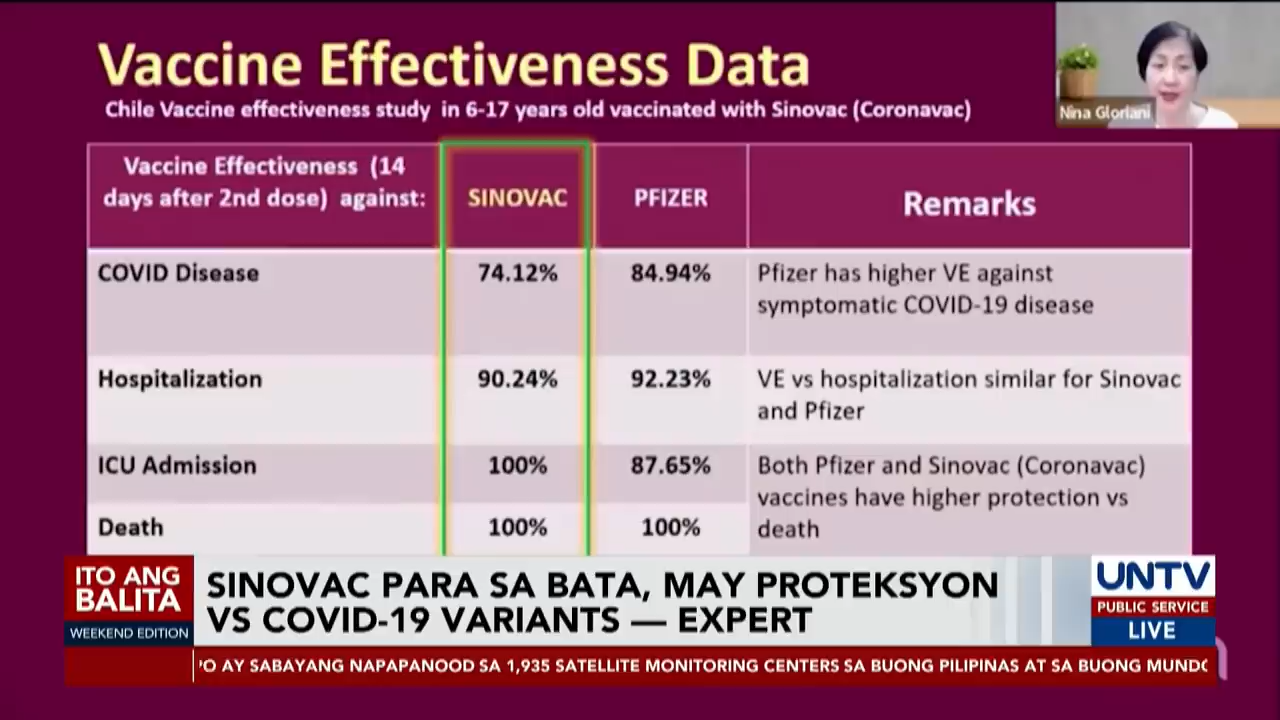 Vaccine Effectiveness Data
Chile Vaccine effectiveness study in 6-17 years old vaccinated with Sinovac (Coronavac)
Nina Gloriani
Vaccine Effectiveness (14
days after 2nd dose) against:
SINOVAC
PFIZER
Remarks
COVID Disease
74.12%
84.94%
Pfizer has higher VE against
symptomatic COVID-19 disease
Hospitalization
90.24%
92.23%
VE vs hospitalization similar for Sinovac
and Pfizer
ICU Admission
100%
87.65%
Both Pfizer and Sinovac (Coronavac)
vaccines have higher protection vs
death
Death
100%
100%
ITO ANG
BALITA
WEEKEND EDITION
SINOVAC PARA SA BATA, MAY PROTEKSYON
VS COVID-19 VARIANTS — EXPERT
UNTV
PUBLIC SERVICE
LIVE
AY SABAYANG NAPAPANOOD SA 1,935 SATELLITE MONITORING CENTERS SA BUONG PILIPINAS AT SA BUONG